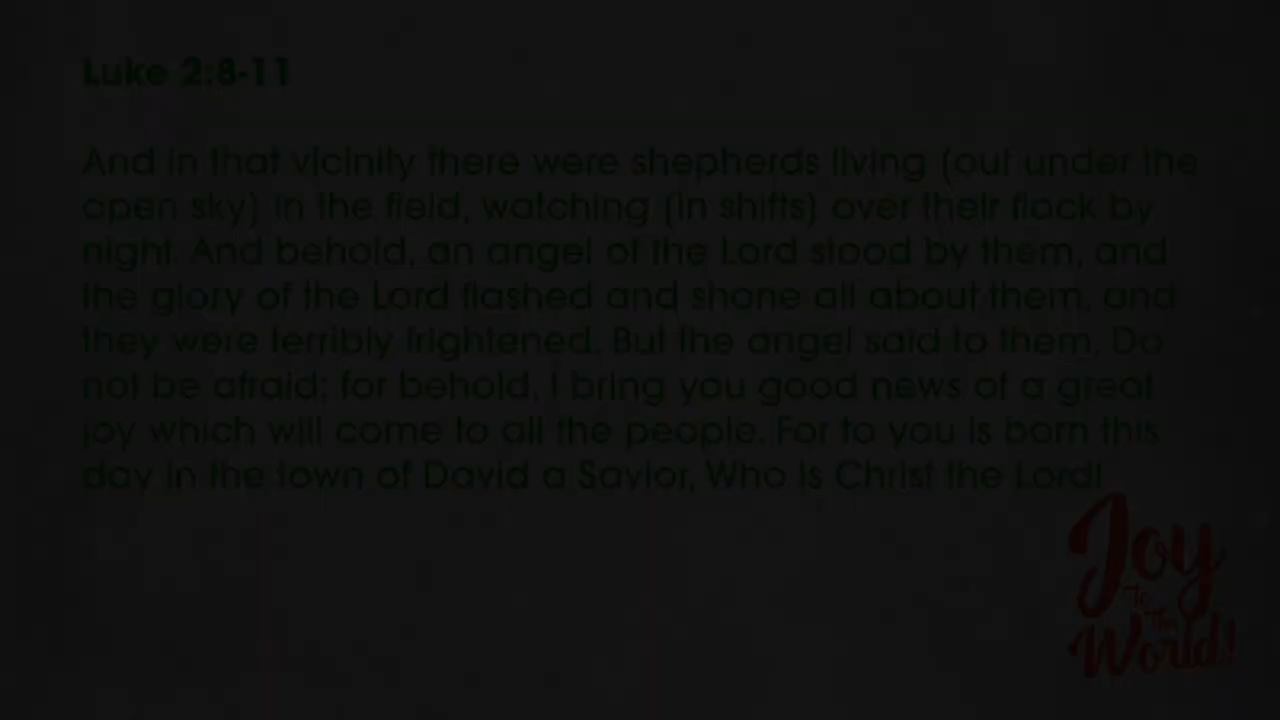 Luke 2:8-11
And in that vicinity there were shepherds living (out under the
open sky) in the field, watching (in shifts) over their flock by
night. And behold, an angel of the Lord stood by them, and
the glory of the Lord flashed and shone all about them, and
they were terribly frightened. But the angel said to them, Do
not be afraid; for behold, I bring you good news of a great
joy which will come to all the people. For to you is born this
day in the town of David a Savior, Who is Christ the Lord!
Joy
To
The
World!